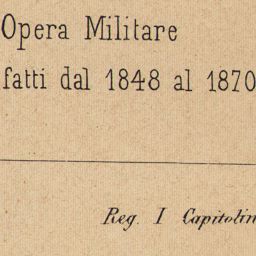 Opera Militare
fatti dal 1848 al 1870
Reg. I Capitolin